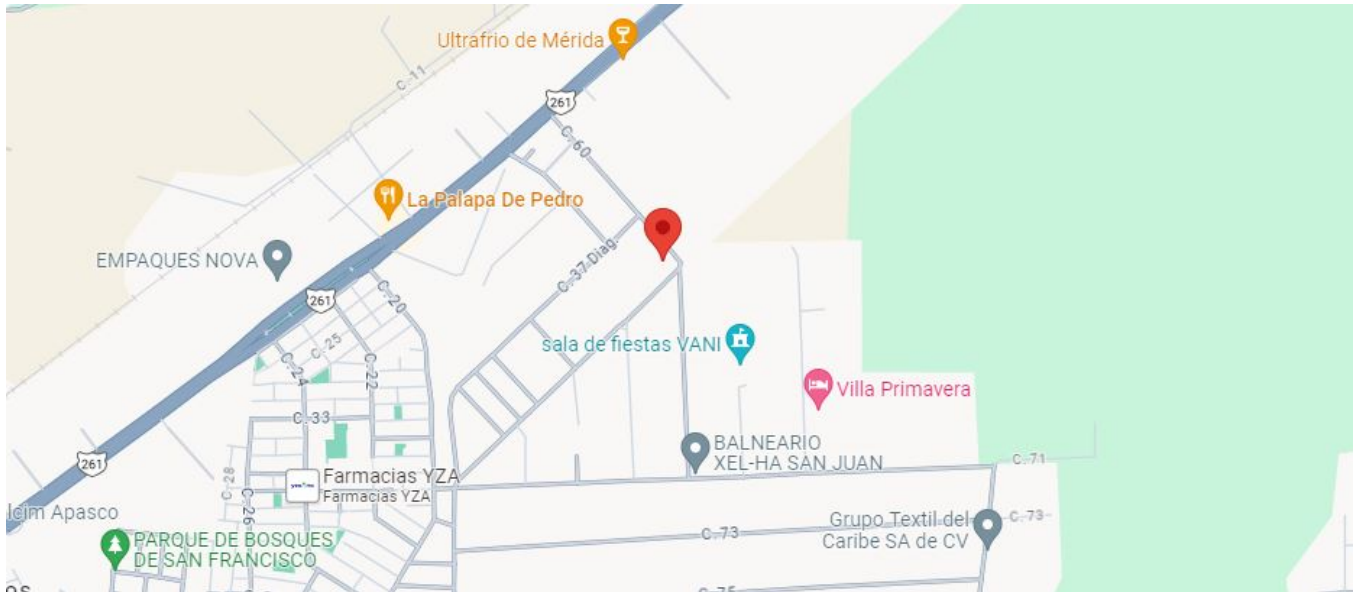 Ultrafrio de Mérida
C. 11
261
C. 60
La Palapa De Pedro
EMPAQUES NOVA
C. 37 Diag.
261
C. 20
sala de fiestas VANI
C. 25
C. 24
C. 22
Villa Primavera
C. 33
BALNEARIO
XEL-HA SAN JUAN
261
C. 28
C. 71
Farmacias YZA
Farmacias YZA
C. 26
lcim Apasco
Grupo Textil del
Caribe SA de CV
C. 73
C. 73
PARQUE DE BOSQUES
DE SAN FRANCISCO
C. 75